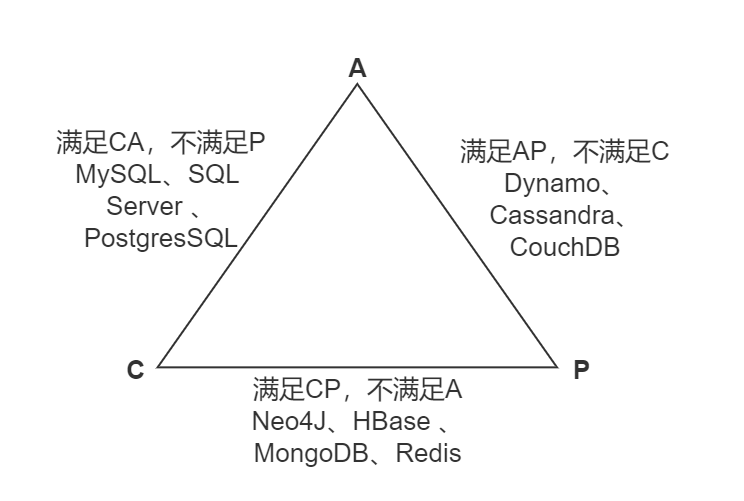 A
满足CA，不满足P
MySQL、SQL
Server 、
PostgresSQL
满足AP，不满足C
Dynamo、
Cassandra、
CouchDB
C
P
满足CP，不满足A
Neo4J、HBase 、
MongoDB、Redis